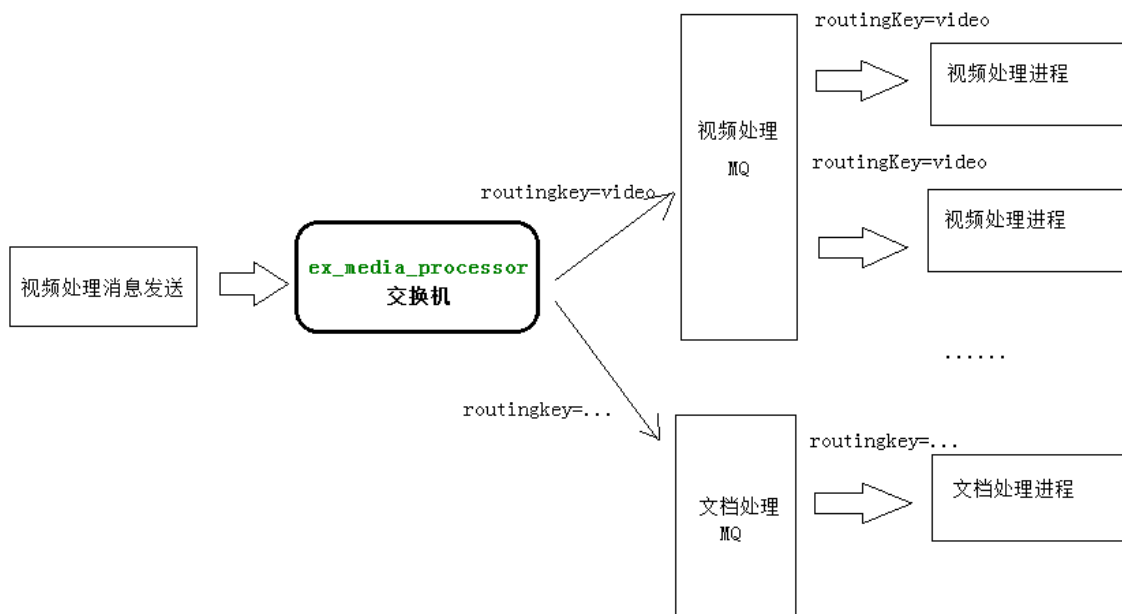 routingKey=video
视频处理进程
视频处理
MQ
routingKey=video
routingkey=video
视频处理进程
ex_media_processor
交换机
视频处理消息发送
......
routingkey=...
routingkey=...
文档处理进程
文档处理
MQ